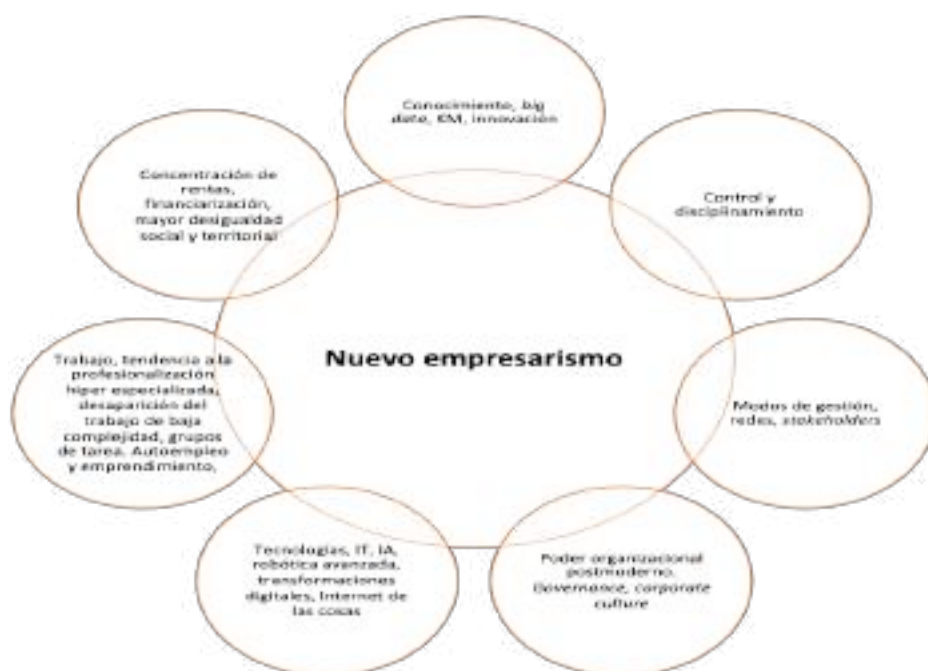 Conocimiento, big
data, KM, innovación
Control y
disciplinamiento
Modos de gestión,
redes, stakeholders
Poder organizacional
postmoderno.
Governance, corporate
culture
Tecnologías, IT, IA,
robótica avanzada,
transformaciones
digitales, Internet de
las cosas
Trabajo, tendencia a la
profesionalización
hiper especializada,
desaparición del
trabajo de baja
complejidad, grupos
de tarea. Autoempleo
y emprendimiento,
Concentración de
rentas,
financiarización,
mayor desigualdad
social y territorial
Nuevo empresarismo